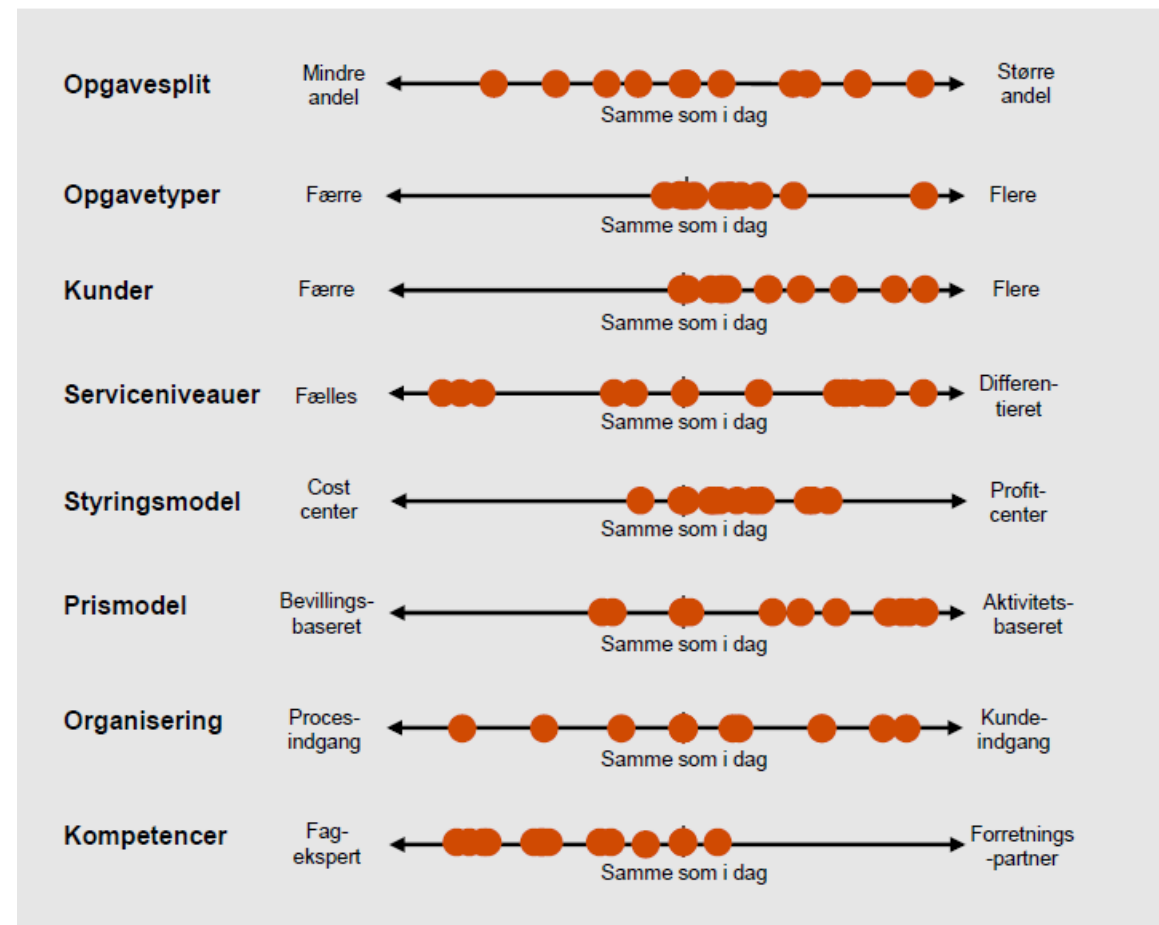 Opgavesplit
Mindre
andel
Samme som i dag
Større
andel
Opgavetyper
Færre
Samme som i dag
Flere
Kunder
Færre
Samme som i dag
Flere
Serviceniveauer
Fælles
Samme som i dag
Differen-
tieret
Styringsmodel
Cost
center
Samme som i dag
Profit-
center
Prismodel
Bevillings-
baseret
Samme som i dag
Aktivitets-
baseret
Organisering
Proces-
indgang
Samme som i dag
Kunde-
indgang
Kompetencer
Fag-
ekspert
Samme som i dag
Forretnings
-partner